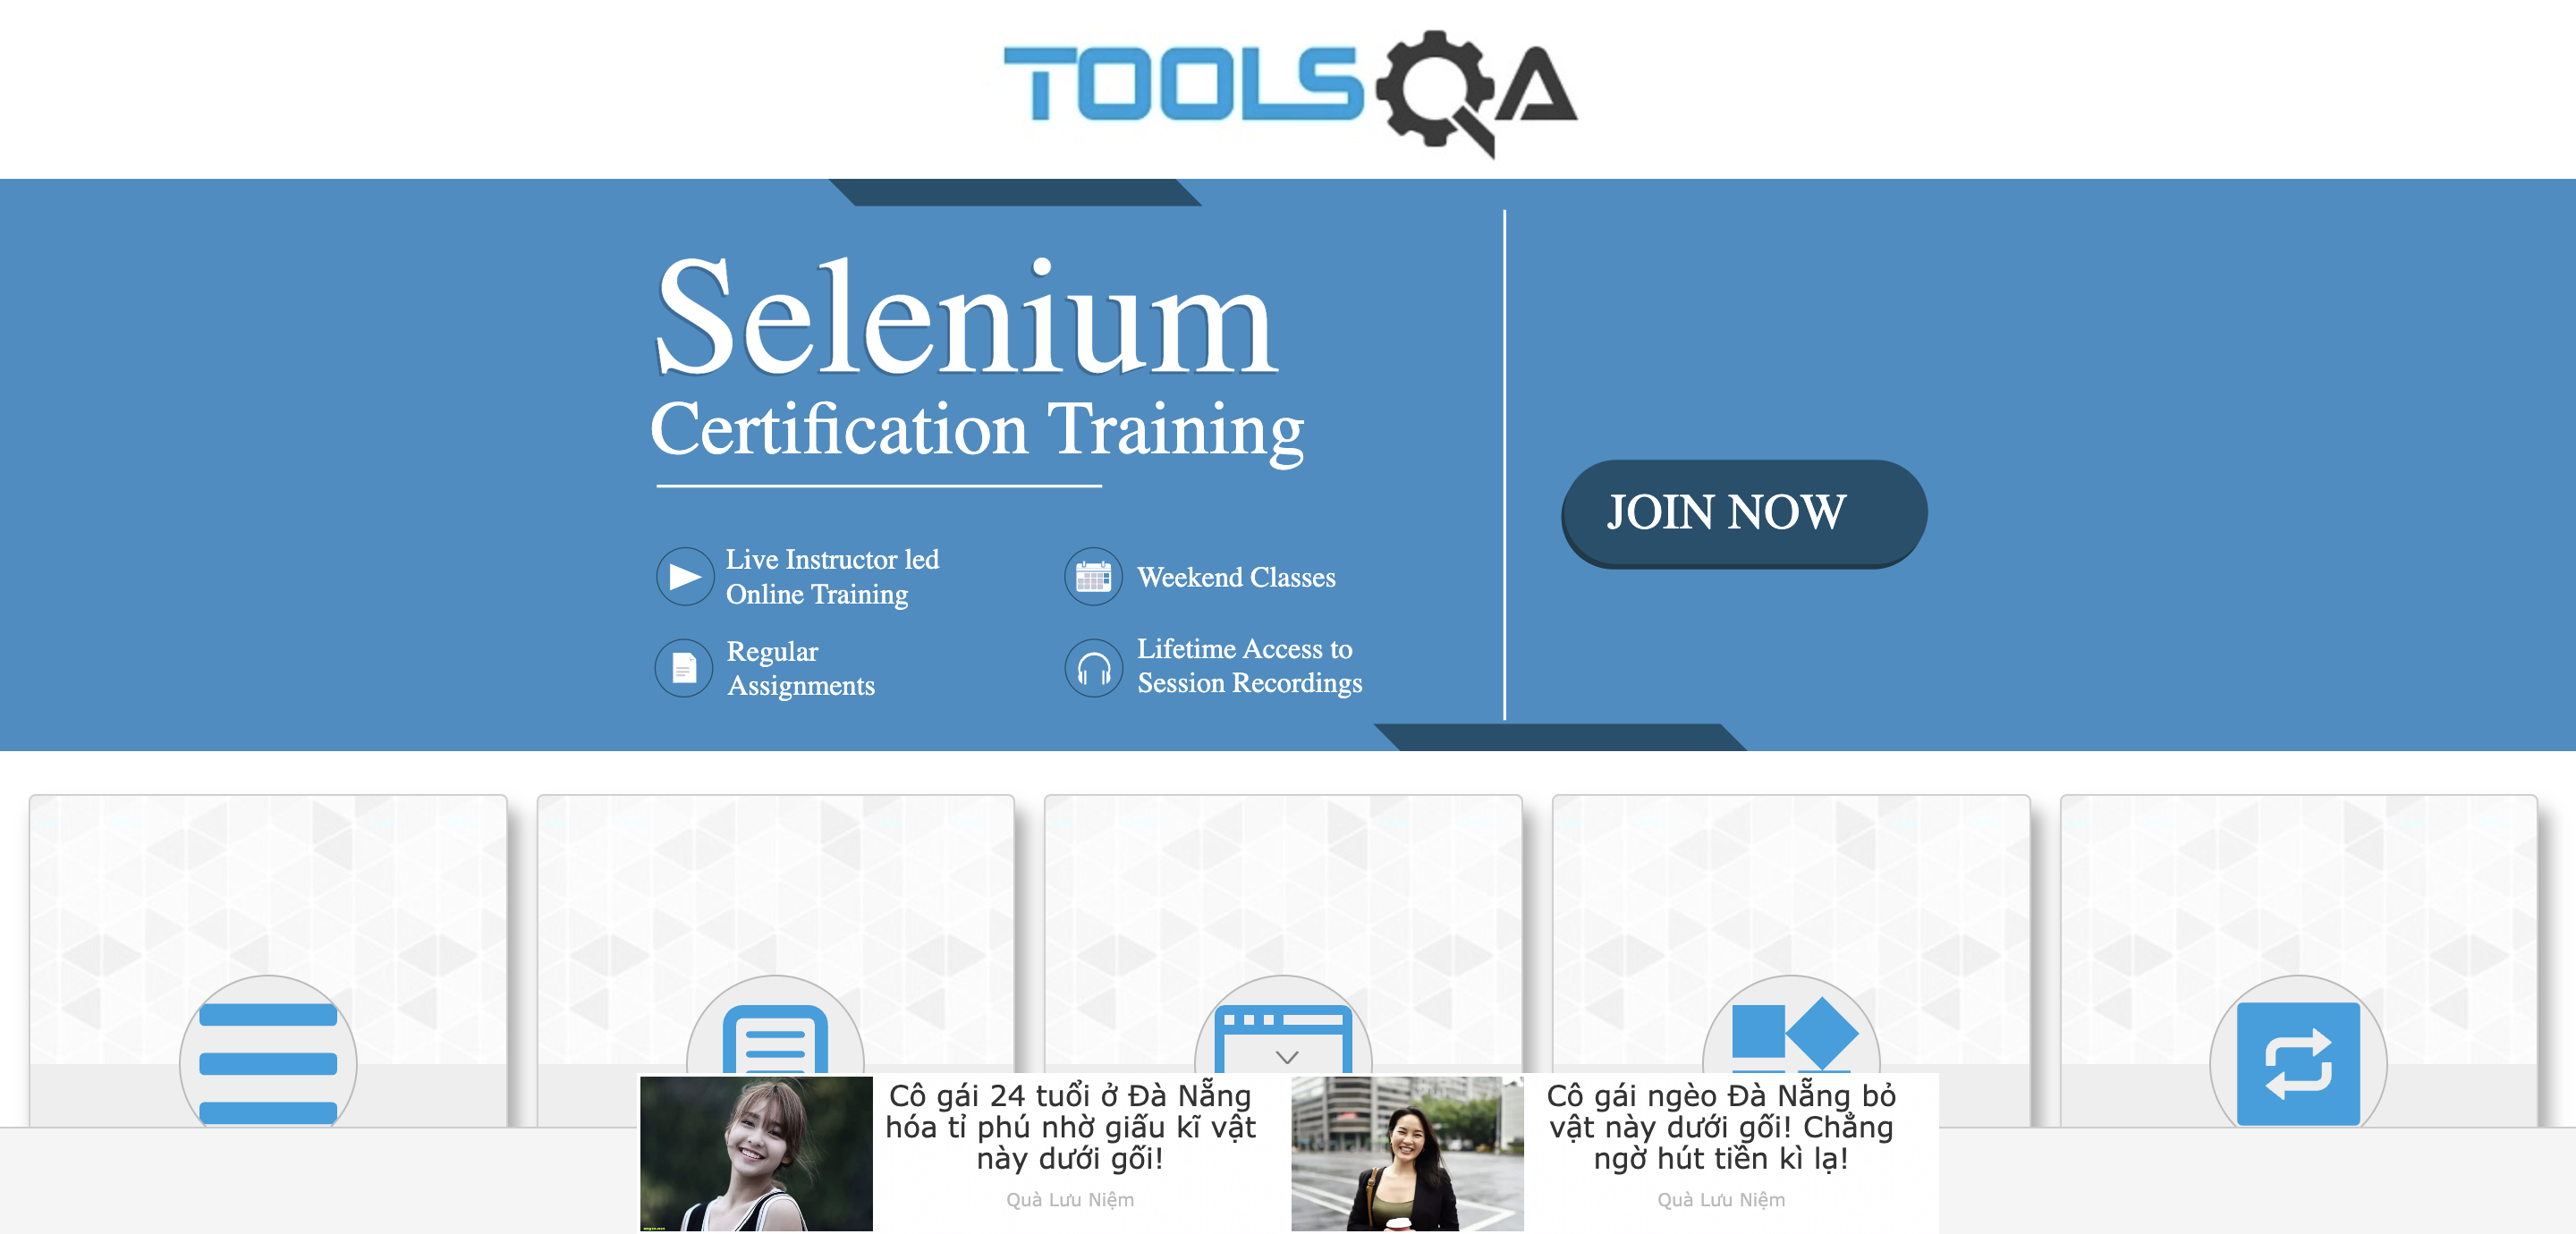 TOOLSQA
Selenium
Certification Training
JOIN NOW
Live Instructor led
Online Training
Weekend Classes
Regular
Assignments
Lifetime Access to
Session Recordings
Cô gái 24 tuổi ở Đà Nẵng
hóa tỉ phú nhờ giấu kĩ vật
này dưới gối!
Quà Lưu Niệm
Cô gái ngèo Đà Nẵng bỏ
vật này dưới gối! Chẳng
ngờ hút tiền kì lạ!
Quà Lưu Niệm